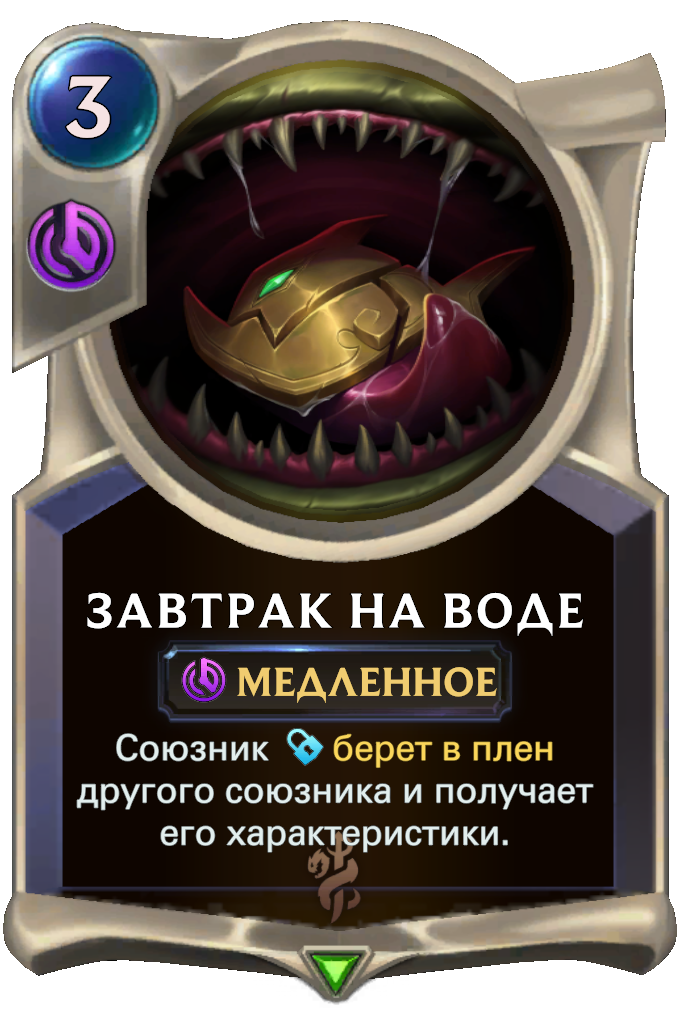 3
ЗАВТРАК НА ВОДЕ
МЕДЛЕННОЕ
Союзник берет в плен
другого союзника и получает
его характеристики.